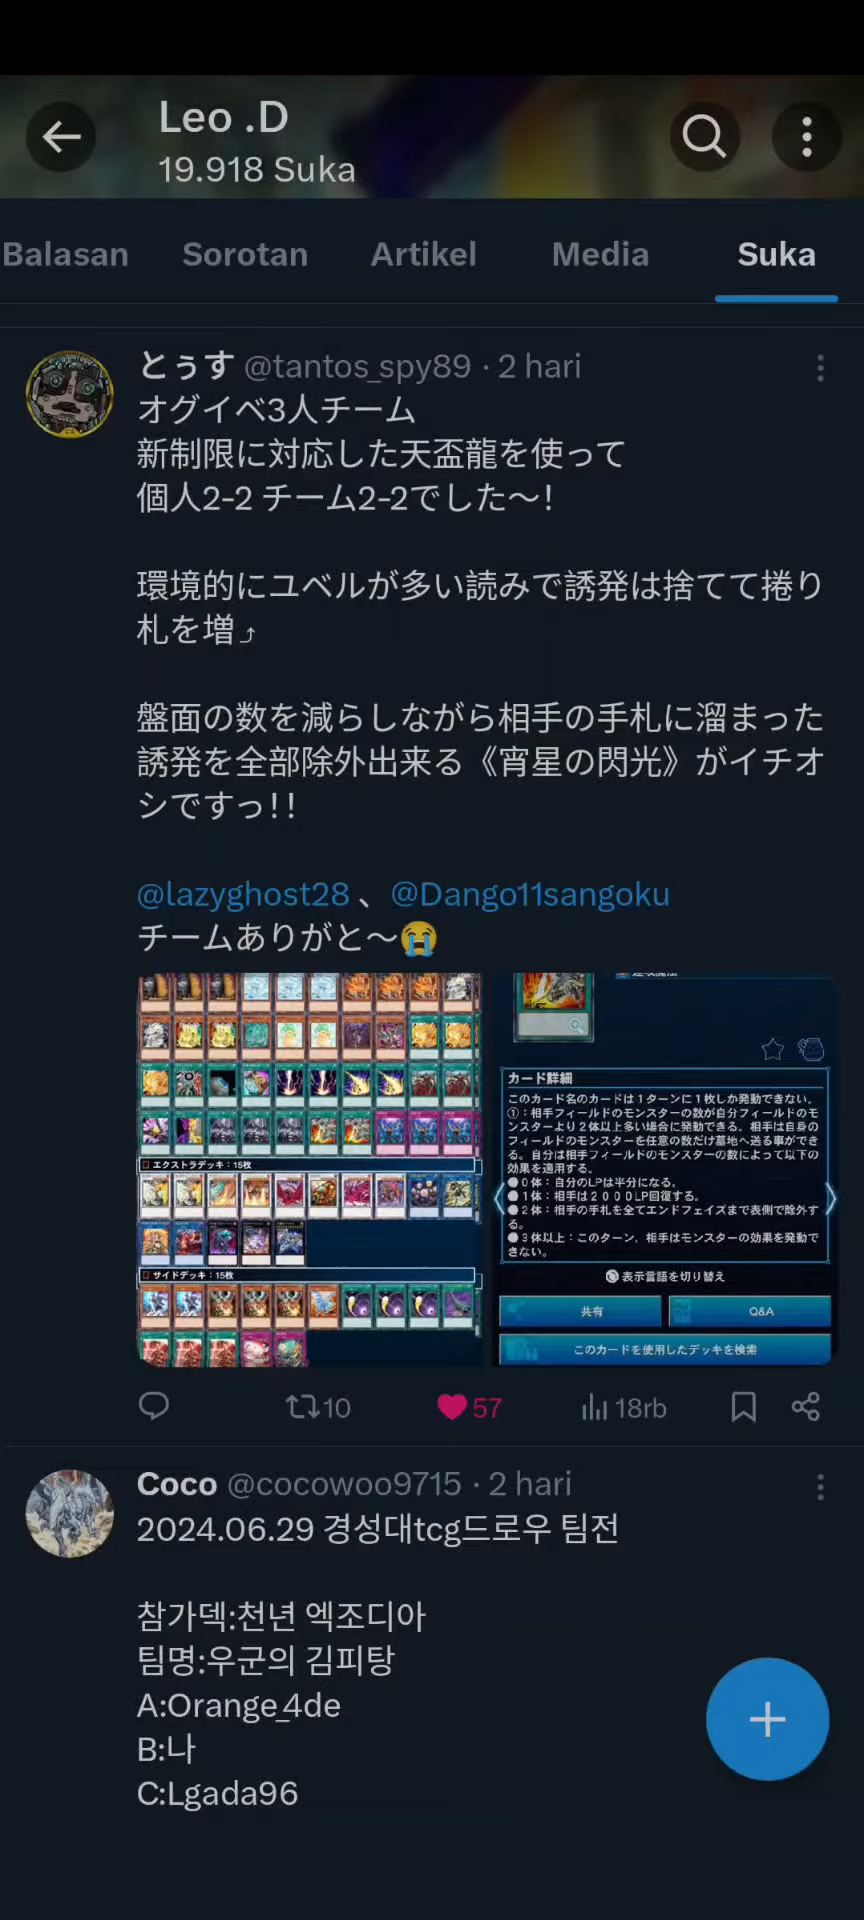 Leo .D
19.918 Suka
Balasan Sorotan Artikel Media Suka
とぅす @tantos_spy89 · 2 hari
オグイベ3人チーム
新制限に対応した天盃龍を使って
個人2-2 チーム2-2でした〜!
環境的にユベルが多い読みで誘発は捨てて捲り
札を増⤴
盤面の数を減らしながら相手の手札に溜まった
誘発を全部除外出来る《宵星の閃光》がイチオ
シですっ!!
@lazyghost28 、 @Dango11sangoku
チームありがと〜😭
エクストラデッキ：15枚
サイドデッキ：15枚
カード詳細
このカード名のカードは１ターンに１枚しか発動できない。
①：相手フィールドのモンスターの数が自分フィールドのモ
ンスターより２体以上多い場合に発動できる。相手は自身の
フィールドのモンスターを任意の数だけ墓地へ送る事ができ
る。自分は相手フィールドのモンスターの数によって以下の
効果を適用する。
●０体：自分のLPは半分になる。
●１体：相手は２０００LP回復する。
●２体：相手の手札を全てエンドフェイズまで表側で除外す
る。
●３体以上：このターン、相手はモンスターの効果を発動で
きない。
表示言語を切り替え
共有 Q&A
このカードを使用したデッキを検索
10 57 18rb
Coco @cocowoo9715 · 2 hari
2024.06.29 경성대tcg드로우 팀전
참가덱:천년 엑조디아
팀명:우군의 김피탕
A:Orange_4de
B:나
C:Lgada96